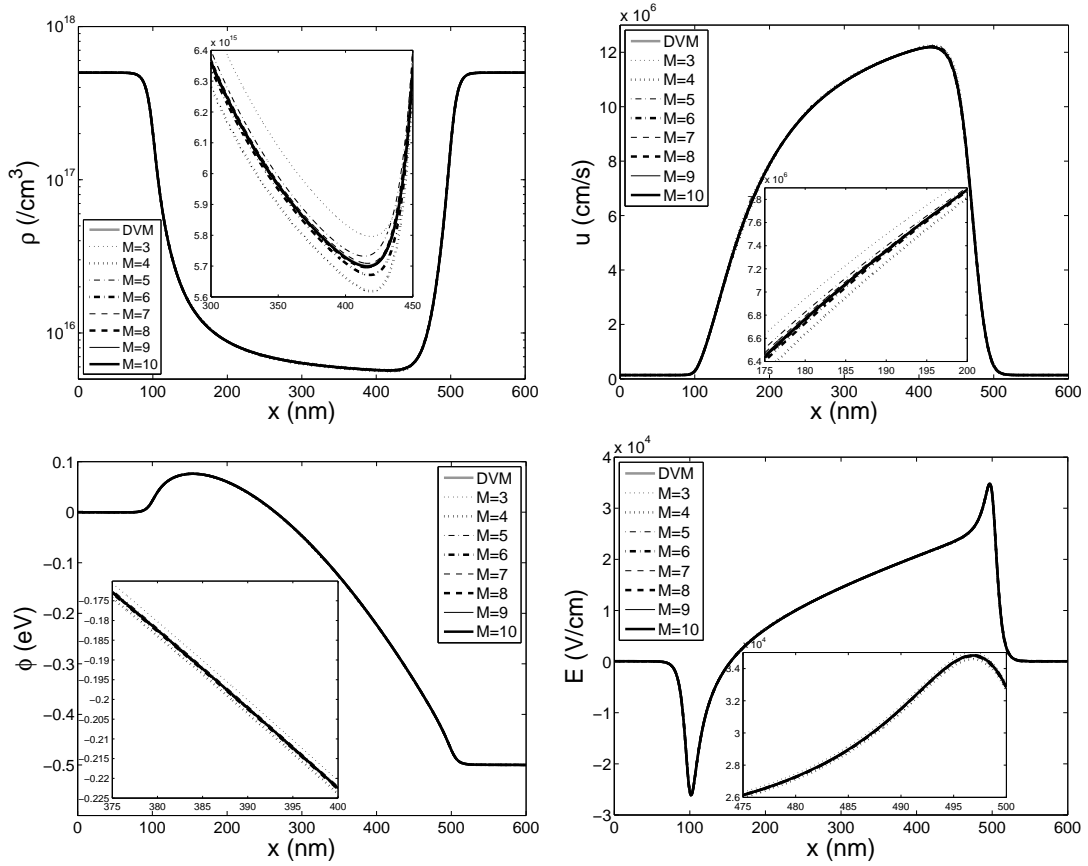 10^18
10^17
10^16
ρ (/cm^3)
0 100 200 300 400 500 600
x (nm)
DVM
M=3
M=4
M=5
M=6
M=7
M=8
M=9
M=10
x 10^15
6.4
6.3
6.2
6.1
6
5.9
5.8
5.7
5.6
300 350 400 450
x 10^6
12
10
8
6
4
2
0
u (cm/s)
0 100 200 300 400 500 600
x (nm)
DVM
M=3
M=4
M=5
M=6
M=7
M=8
M=9
M=10
x 10^6
7.8
7.6
7.4
7.2
7
6.8
6.6
6.4
175 180 185 190 195 200
0.1
0
−0.1
−0.2
−0.3
−0.4
−0.5
ϕ (eV)
0 100 200 300 400 500 600
x (nm)
DVM
M=3
M=4
M=5
M=6
M=7
M=8
M=9
M=10
−0.175
−0.18
−0.185
−0.19
−0.195
−0.2
−0.205
−0.21
−0.215
−0.22
−0.225
375 380 385 390 395 400
x 10^4
4
3
2
1
0
−1
−2
−3
E (V/cm)
0 100 200 300 400 500 600
x (nm)
DVM
M=3
M=4
M=5
M=6
M=7
M=8
M=9
M=10
x 10^4
3.4
3.2
3
2.8
2.6
475 480 485 490 495 500